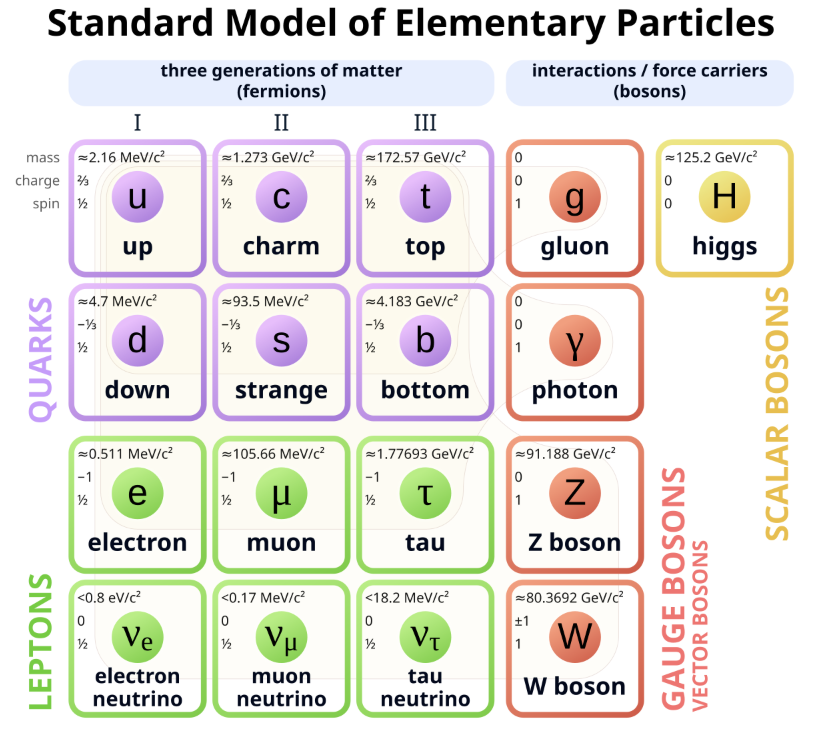 Standard Model of Elementary Particles
three generations of matter
(fermions)
interactions / force carriers
(bosons)
I
II
III
mass
charge
spin
≈2.16 MeV/c²
⅔
½
u
up
≈1.273 GeV/c²
⅔
½
c
charm
≈172.57 GeV/c²
⅔
½
t
top
0
0
1
g
gluon
≈125.2 GeV/c²
0
0
H
higgs
QUARKS
≈4.7 MeV/c²
−⅓
½
d
down
≈93.5 MeV/c²
−⅓
½
s
strange
≈4.183 GeV/c²
−⅓
½
b
bottom
0
0
1
γ
photon
SCALAR BOSONS
≈0.511 MeV/c²
−1
½
e
electron
≈105.66 MeV/c²
−1
½
μ
muon
≈1.77693 GeV/c²
−1
½
τ
tau
≈91.188 GeV/c²
0
1
Z
Z boson
LEPTONS
<0.8 eV/c²
0
½
νe
electron
neutrino
<0.17 MeV/c²
0
½
νμ
muon
neutrino
<18.2 MeV/c²
0
½
ντ
tau
neutrino
≈80.3692 GeV/c²
±1
1
W
W boson
GAUGE BOSONS
VECTOR BOSONS